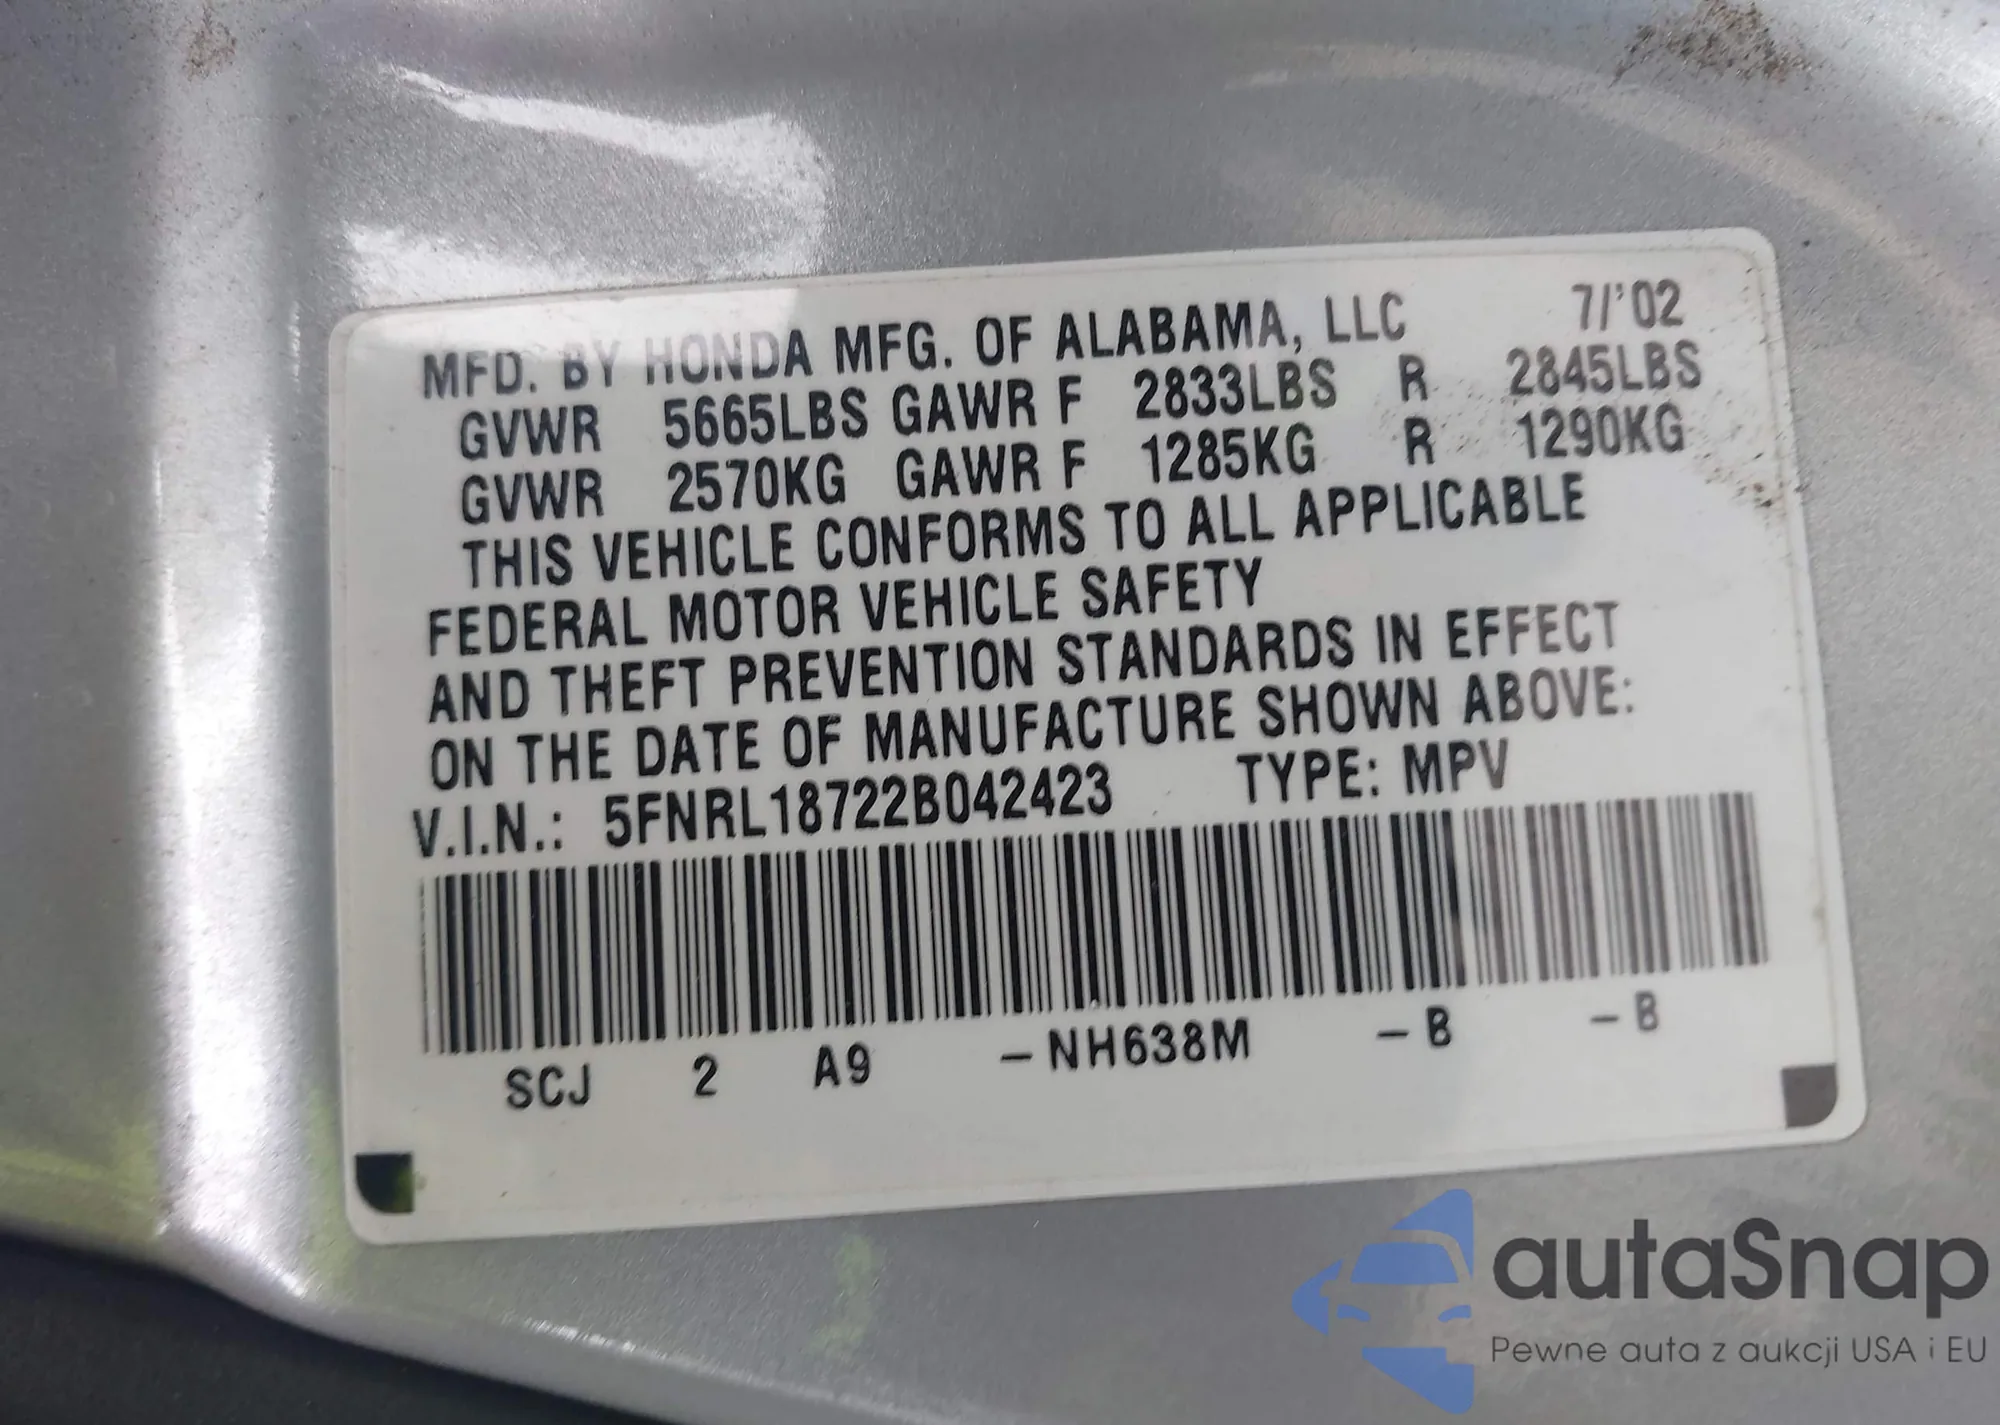 MFD. BY HONDA MFG. OF ALABAMA, LLC 7/'02
GVWR 5665LBS GAWR F 2833LBS R 2845LBS
GVWR 2570KG GAWR F 1285KG R 1290KG
THIS VEHICLE CONFORMS TO ALL APPLICABLE
FEDERAL MOTOR VEHICLE SAFETY
AND THEFT PREVENTION STANDARDS IN EFFECT
ON THE DATE OF MANUFACTURE SHOWN ABOVE:
V.I.N.: 5FNRL18722B042423 TYPE: MPV
SCJ 2 A9 -NH638M -B -B
autaSnap
Pewne auta z aukcji USA i EU